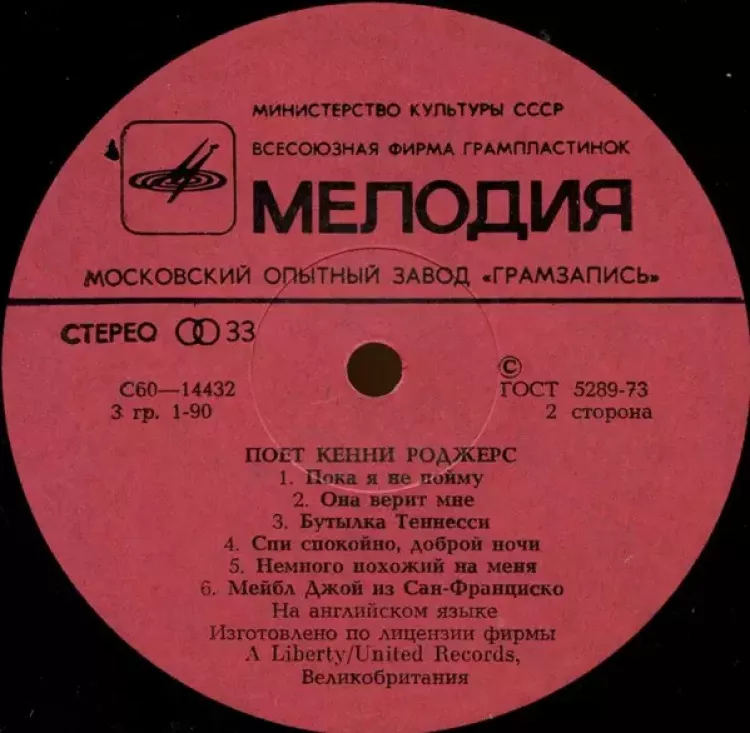 МИНИСТЕРСТВО КУЛЬТУРЫ СССР
ВСЕСОЮЗНАЯ ФИРМА ГРАМПЛАСТИНОК
МЕЛОДИЯ
МОСКОВСКИЙ ОПЫТНЫЙ ЗАВОД «ГРАМЗАПИСЬ»
СТЕРЕО 33
С60—14432
3 гр. 1-90
©
ГОСТ 5289-73
2 сторона
ПОЕТ КЕННИ РОДЖЕРС
1. Пока я не пойму
2. Она верит мне
3. Бутылка Теннесси
4. Спи спокойно, доброй ночи
5. Немного похожий на меня
6. Мейбл Джой из Сан-Франциско
На английском языке
Изготовлено по лицензии фирмы
A Liberty/United Records,
Великобритания